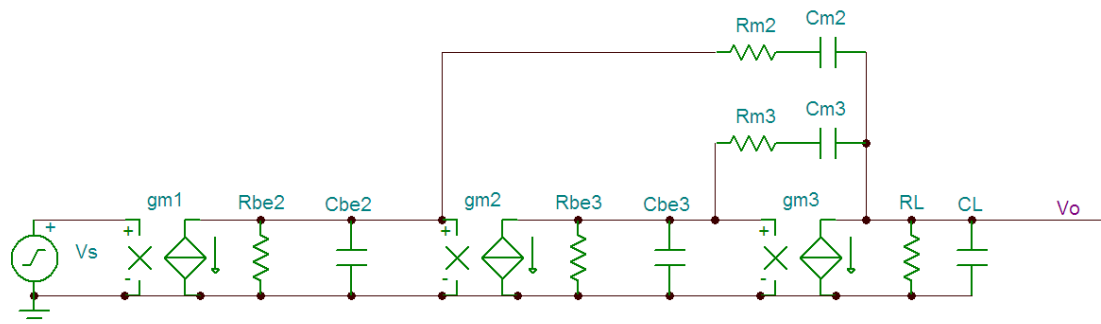 Rm2 Cm2
Rm3 Cm3
gm1 Rbe2 Cbe2 gm2 Rbe3 Cbe3 gm3 RL CL Vo
+ + + +
Vs
- - -